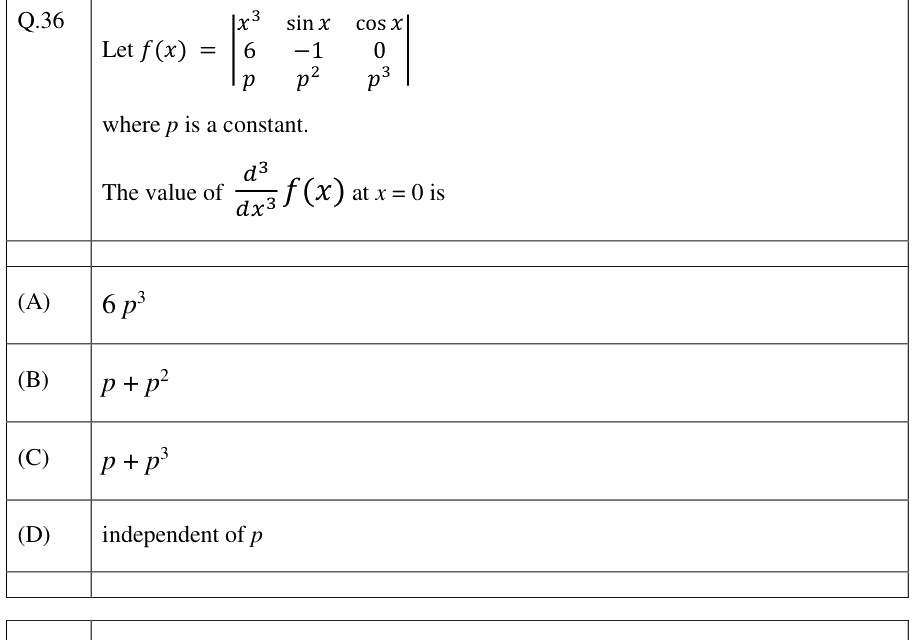 Q.36
Let f(x) = | x³ sin x cos x |
| 6 −1 0 |
| p p² p³ |
where p is a constant.
The value of d³/dx³ f(x) at x = 0 is
(A) 6 p³
(B) p + p²
(C) p + p³
(D) independent of p